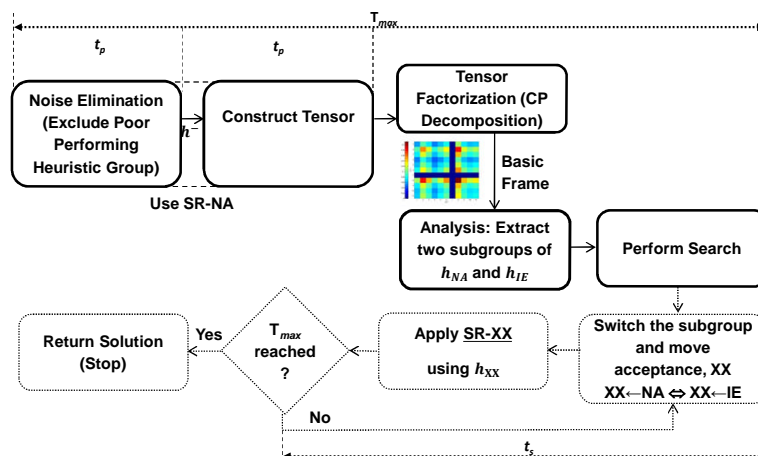 T_max
t_p
t_p
Noise Elimination
(Exclude Poor
Performing
Heuristic Group)
h⁻
Construct Tensor
Use SR-NA
Tensor
Factorization (CP
Decomposition)
Basic
Frame
Analysis: Extract
two subgroups of
h_NA and h_IE
Perform Search
Switch the subgroup
and move
acceptance, XX
XX←NA ⇔ XX←IE
Apply SR-XX
using h_XX
T_max
reached
?
Yes
No
Return Solution
(Stop)
t_s